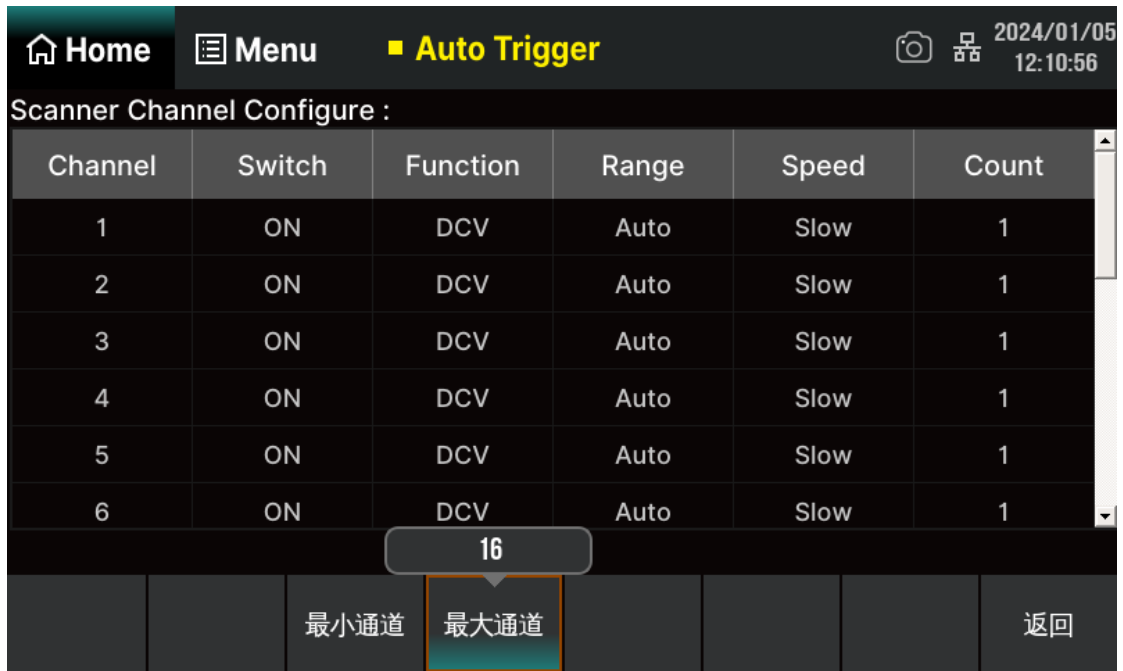 Home Menu Auto Trigger 2024/01/05
12:10:56
Scanner Channel Configure :
Channel Switch Function Range Speed Count
1 ON DCV Auto Slow 1
2 ON DCV Auto Slow 1
3 ON DCV Auto Slow 1
4 ON DCV Auto Slow 1
5 ON DCV Auto Slow 1
6 ON DCV Auto Slow 1
16
最小通道 最大通道 返回